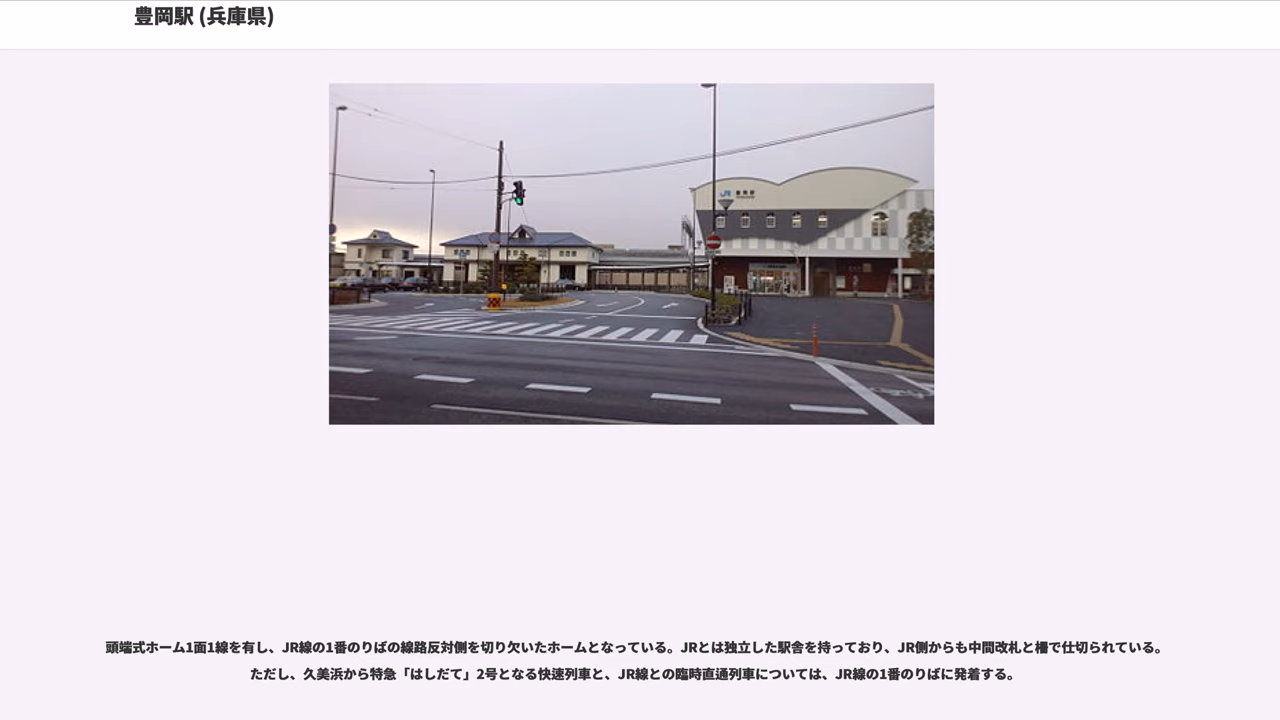 豊岡駅 (兵庫県)
JR 豊岡駅
頭端式ホーム1面1線を有し、JR線の1番のりばの線路反対側を切り欠いたホームとなっている。JRとは独立した駅舎を持っており、JR側からも中間改札と柵で仕切られている。
ただし、久美浜から特急「はしだて」2号となる快速列車と、JR線との臨時直通列車については、JR線の1番のりばに発着する。